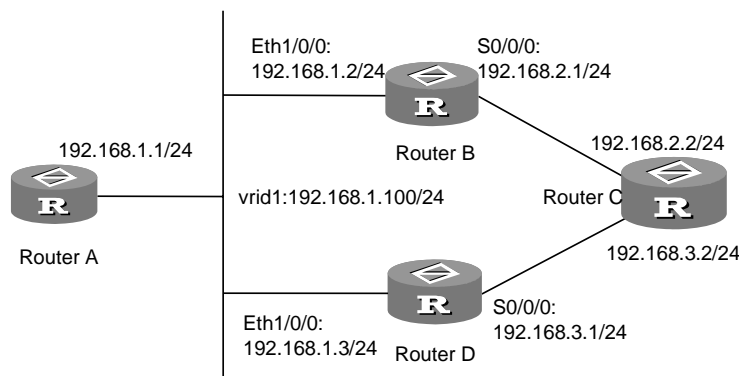 Eth1/0/0:
192.168.1.2/24
S0/0/0:
192.168.2.1/24
R
Router B
192.168.1.1/24
192.168.2.2/24
R
Router A
vrid1:192.168.1.100/24
Router C
R
192.168.3.2/24
Eth1/0/0:
192.168.1.3/24
R
Router D
S0/0/0:
192.168.3.1/24